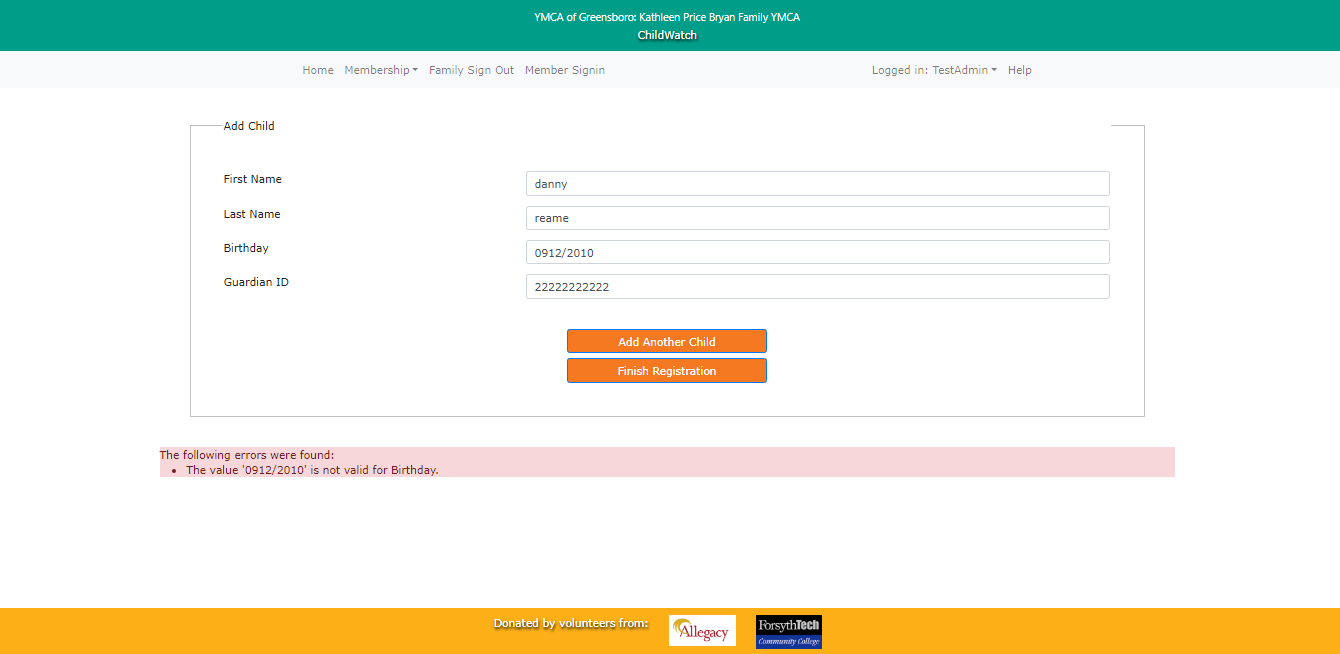 YMCA of Greensboro: Kathleen Price Bryan Family YMCA
ChildWatch
Home Membership Family Sign Out Member Signin Logged in: TestAdmin Help
Add Child
First Name danny
Last Name reame
Birthday 0912/2010
Guardian ID 22222222222
Add Another Child
Finish Registration
The following errors were found:
• The value '0912/2010' is not valid for Birthday.
Donated by volunteers from: Allegacy ForsythTech
Community College